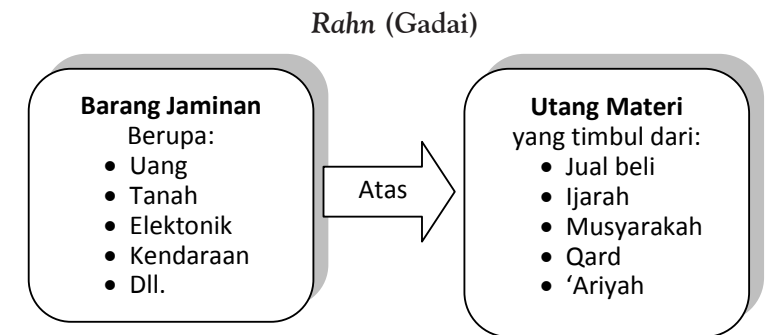 Rahn (Gadai)
Barang Jaminan
Berupa:
• Uang
• Tanah
• Elektonik
• Kendaraan
• Dll.
Atas
Utang Materi
yang timbul dari:
• Jual beli
• Ijarah
• Musyarakah
• Qard
• ‘Ariyah